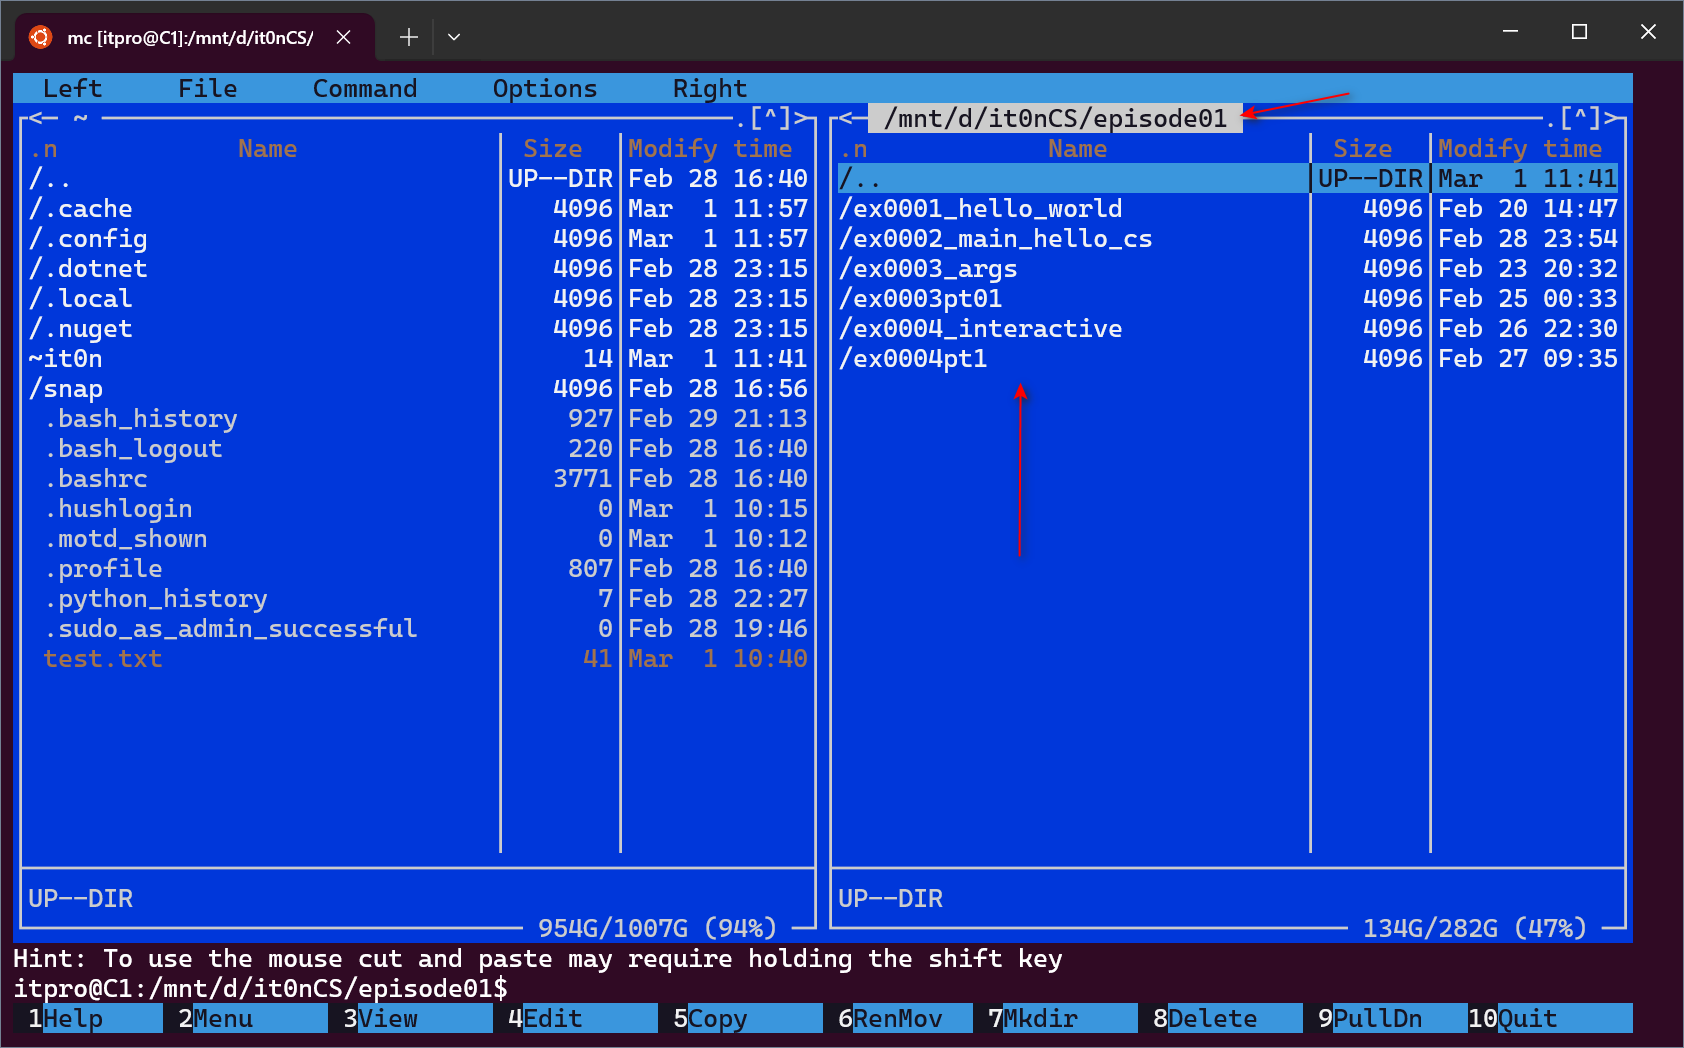 mc [itpro@C1]:/mnt/d/it0nCS/
Left File Command Options Right
<─ ~ .[^]>
.n Name Size Modify time
/.. UP--DIR Feb 28 16:40
/.cache 4096 Mar 1 11:57
/.config 4096 Mar 1 11:57
/.dotnet 4096 Feb 28 23:15
/.local 4096 Feb 28 23:15
/.nuget 4096 Feb 28 23:15
~it0n 14 Mar 1 11:41
/snap 4096 Feb 28 16:56
.bash_history 927 Feb 29 21:13
.bash_logout 220 Feb 28 16:40
.bashrc 3771 Feb 28 16:40
.hushlogin 0 Mar 1 10:15
.motd_shown 0 Mar 1 10:12
.profile 807 Feb 28 16:40
.python_history 7 Feb 28 22:27
.sudo_as_admin_successful 0 Feb 28 19:46
test.txt 41 Mar 1 10:40
UP--DIR
954G/1007G (94%)
<─ /mnt/d/it0nCS/episode01 .[^]>
.n Name Size Modify time
/.. UP--DIR Mar 1 11:41
/ex0001_hello_world 4096 Feb 20 14:47
/ex0002_main_hello_cs 4096 Feb 28 23:54
/ex0003_args 4096 Feb 23 20:32
/ex0003pt01 4096 Feb 25 00:33
/ex0004_interactive 4096 Feb 26 22:30
/ex0004pt1 4096 Feb 27 09:35
UP--DIR
134G/282G (47%)
Hint: To use the mouse cut and paste may require holding the shift key
itpro@C1:/mnt/d/it0nCS/episode01$
1Help 2Menu 3View 4Edit 5Copy 6RenMov 7Mkdir 8Delete 9PullDn 10Quit